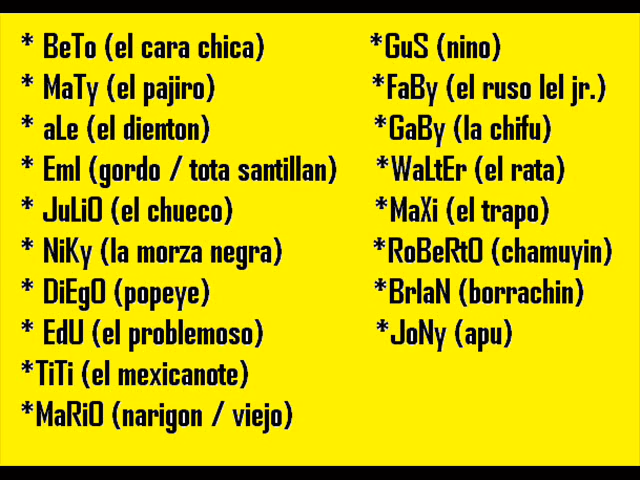 * BeTo (el cara chica)
* MaTy (el pajiro)
* aLe (el dienton)
* EmI (gordo / tota santillan)
* JuLiO (el chueco)
* NiKy (la morza negra)
* DiEgO (popeye)
* EdU (el problemoso)
*TiTi (el mexicanote)
*MaRiO (narigon / viejo)
*GuS (nino)
*FaBy (el ruso lel jr.)
*GaBy (la chifu)
*WaLtEr (el rata)
*MaXi (el trapo)
*RoBeRtO (chamuyin)
*BrIaN (borrachin)
*JoNy (apu)